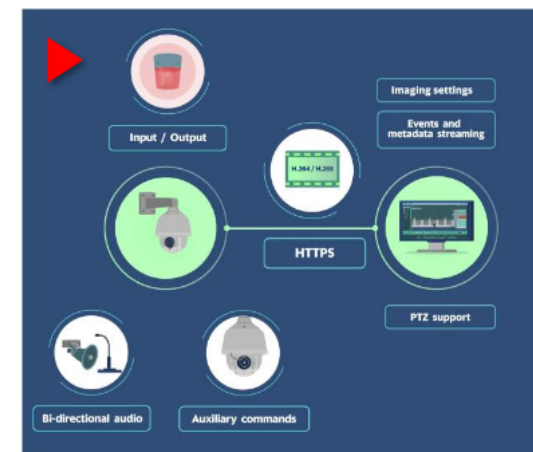 Imaging settings
Events and
metadata streaming
Input / Output
H.264 / H.265
HTTPS
PTZ support
Bi-directional audio
Auxiliary commands